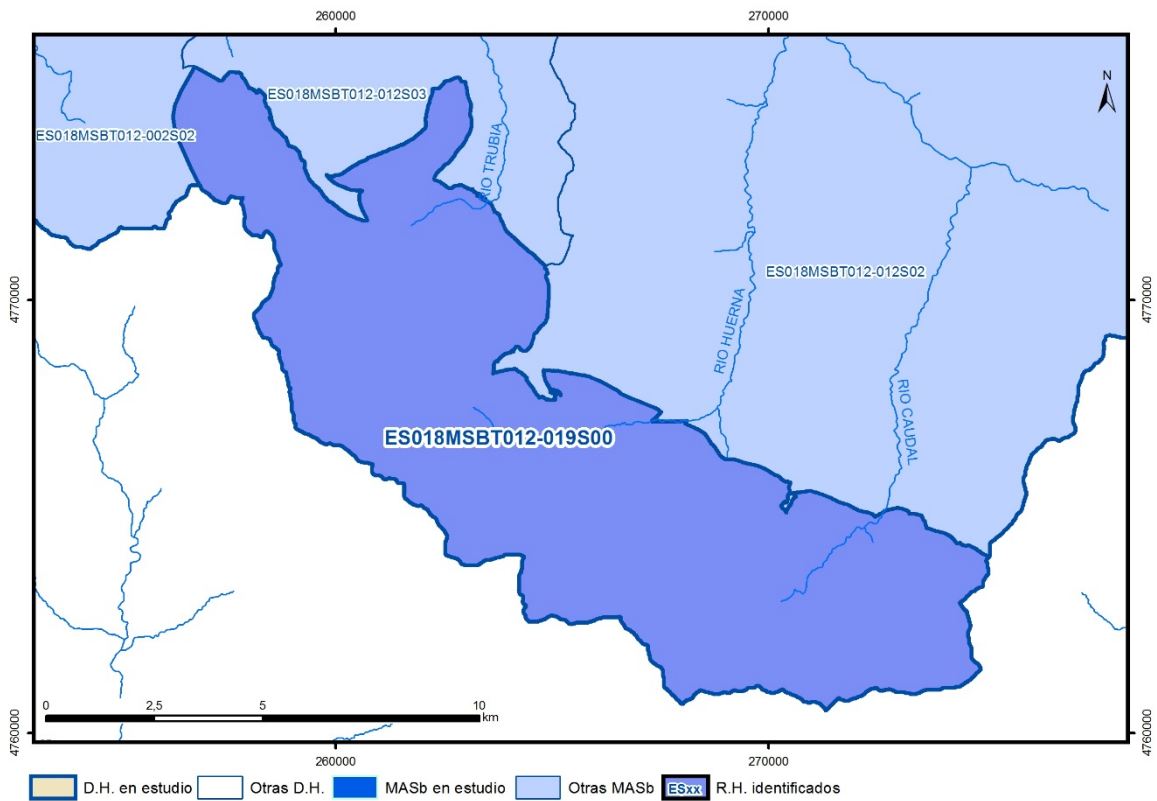 260000
270000
N
ES018MSBT012-012S03
ES018MSBT012-002S02
RIO TRUBIA
ES018MSBT012-012S02
4770000
4770000
RIO HUERNA
RIO CAUDAL
ES018MSBT012-019S00
0
2,5
5
10
km
4760000
4760000
260000
270000
D.H. en estudio
Otras D.H.
MASb en estudio
Otras MASb
ESxx
R.H. identificados